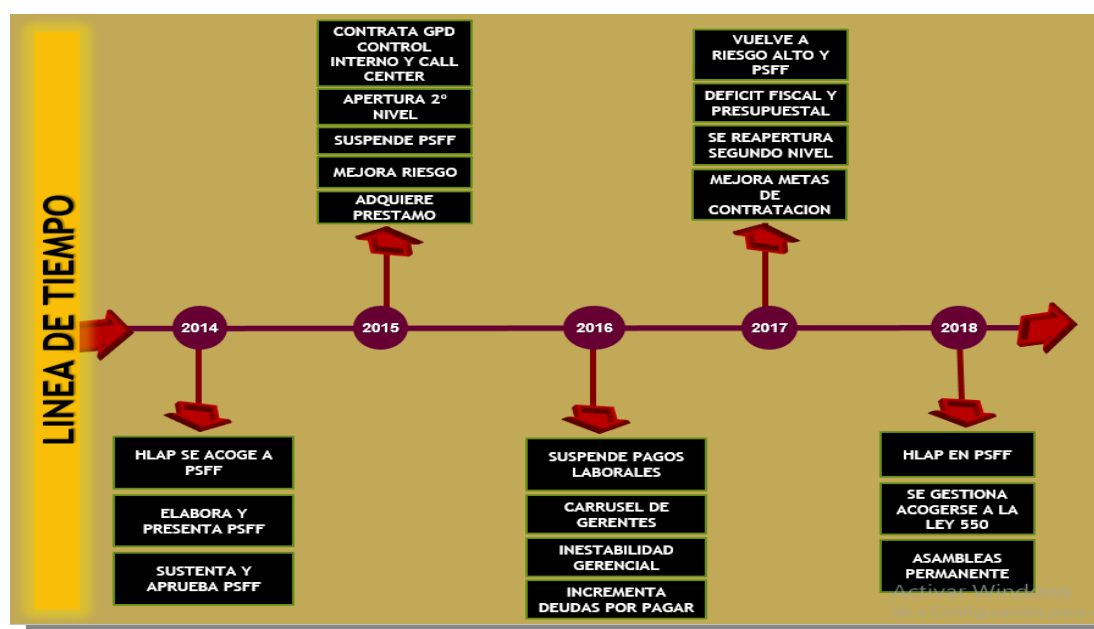 LINEA DE TIEMPO
CONTRATA GPD
CONTROL
INTERNO Y CALL
CENTER
APERTURA 2°
NIVEL
SUSPENDE PSFF
MEJORA RIESGO
ADQUIERE
PRESTAMO
VUELVE A
RIESGO ALTO Y
PSFF
DEFICIT FISCAL Y
PRESUPUESTAL
SE REAPERTURA
SEGUNDO NIVEL
MEJORA METAS
DE
CONTRATACION
2014
2015
2016
2017
2018
HLAP SE ACOGE A
PSFF
ELABORA Y
PRESENTA PSFF
SUSTENTA Y
APRUEBA PSFF
SUSPENDE PAGOS
LABORALES
CARRUSEL DE
GERENTES
INESTABILIDAD
GERENCIAL
INCREMENTA
DEUDAS POR PAGAR
HLAP EN PSFF
SE GESTIONA
ACOGERSE A LA
LEY 550
ASAMBLEAS
PERMANENTE
Activar Windows